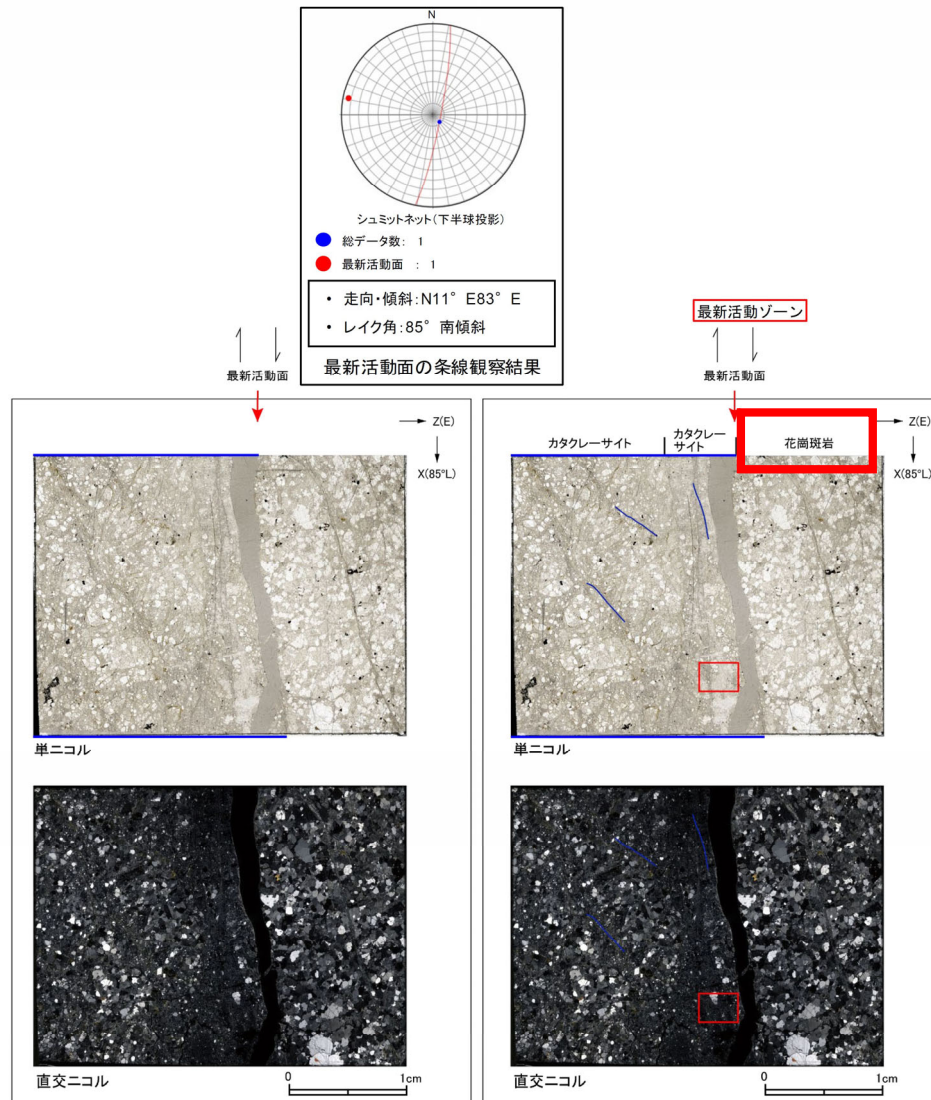 N
シュミットネット(下半球投影)
総データ数: 1
最新活動面 : 1
・ 走向・傾斜:N11° E83° E
・ レイク角:85° 南傾斜
最新活動面の条線観察結果
最新活動面
Z(E)
X(85°L)
単ニコル
直交ニコル
0 1cm
最新活動ゾーン
最新活動面
カタクレーサイト
カタクレー
サイト
花崗斑岩
Z(E)
X(85°L)
単ニコル
直交ニコル
0 1cm